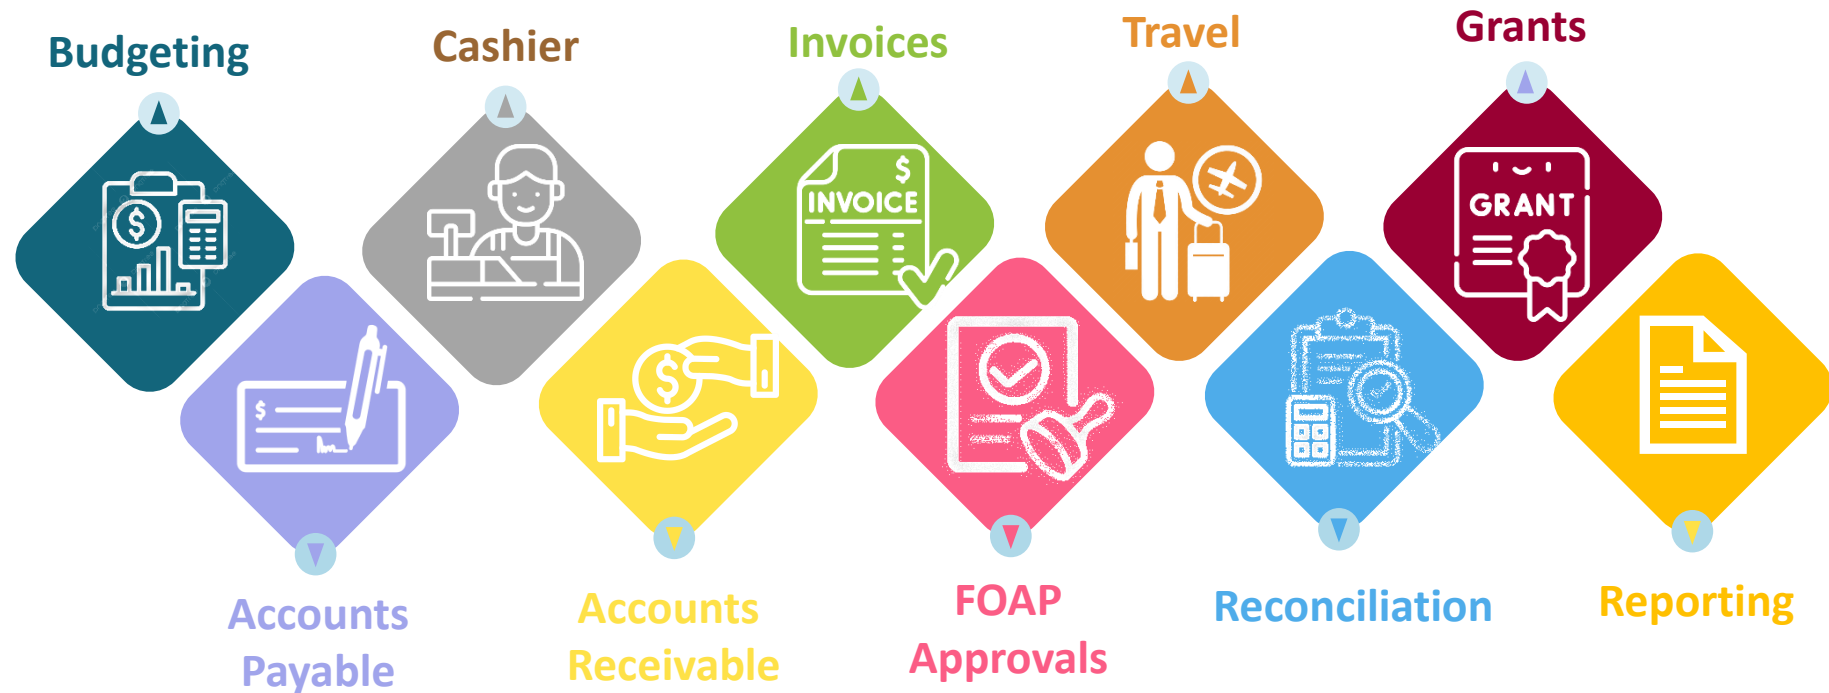 Budgeting
Cashier
Invoices
Travel
Grants
$
$
INVOICE
GRANT
$
$
Accounts
Payable
Accounts
Receivable
FOAP
Approvals
Reconciliation
Reporting